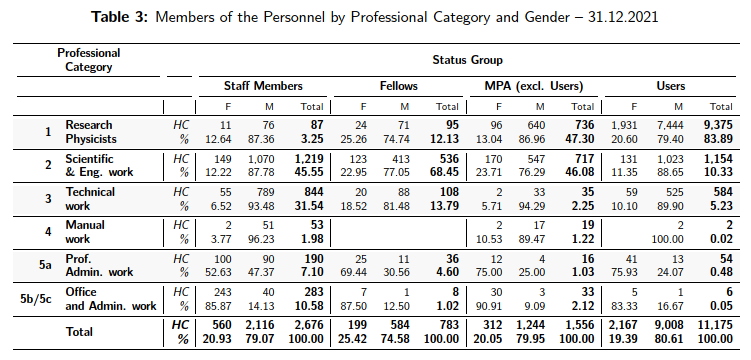 Table 3: Members of the Personnel by Professional Category and Gender – 31.12.2021
Professional Category Status Group
Staff Members Fellows MPA (excl. Users) Users
F M Total F M Total F M Total F M Total
1 Research Physicists HC 11 76 87 24 71 95 96 640 736 1,931 7,444 9,375
% 12.64 87.36 3.25 25.26 74.74 12.13 13.04 86.96 47.30 20.60 79.40 83.89
2 Scientific & Eng. work HC 149 1,070 1,219 123 413 536 170 547 717 131 1,023 1,154
% 12.22 87.78 45.55 22.95 77.05 68.45 23.71 76.29 46.08 11.35 88.65 10.33
3 Technical work HC 55 789 844 20 88 108 2 33 35 59 525 584
% 6.52 93.48 31.54 18.52 81.48 13.79 5.71 94.29 2.25 10.10 89.90 5.23
4 Manual work HC 2 51 53 2 17 19 2 2
% 3.77 96.23 1.98 10.53 89.47 1.22 100.00 0.02
5a Prof. Admin. work HC 100 90 190 25 11 36 12 4 16 41 13 54
% 52.63 47.37 7.10 69.44 30.56 4.60 75.00 25.00 1.03 75.93 24.07 0.48
5b/5c Office and Admin. work HC 243 40 283 7 1 8 30 3 33 5 1 6
% 85.87 14.13 10.58 87.50 12.50 1.02 90.91 9.09 2.12 83.33 16.67 0.05
Total HC 560 2,116 2,676 199 584 783 312 1,244 1,556 2,167 9,008 11,175
% 20.93 79.07 100.00 25.42 74.58 100.00 20.05 79.95 100.00 19.39 80.61 100.00